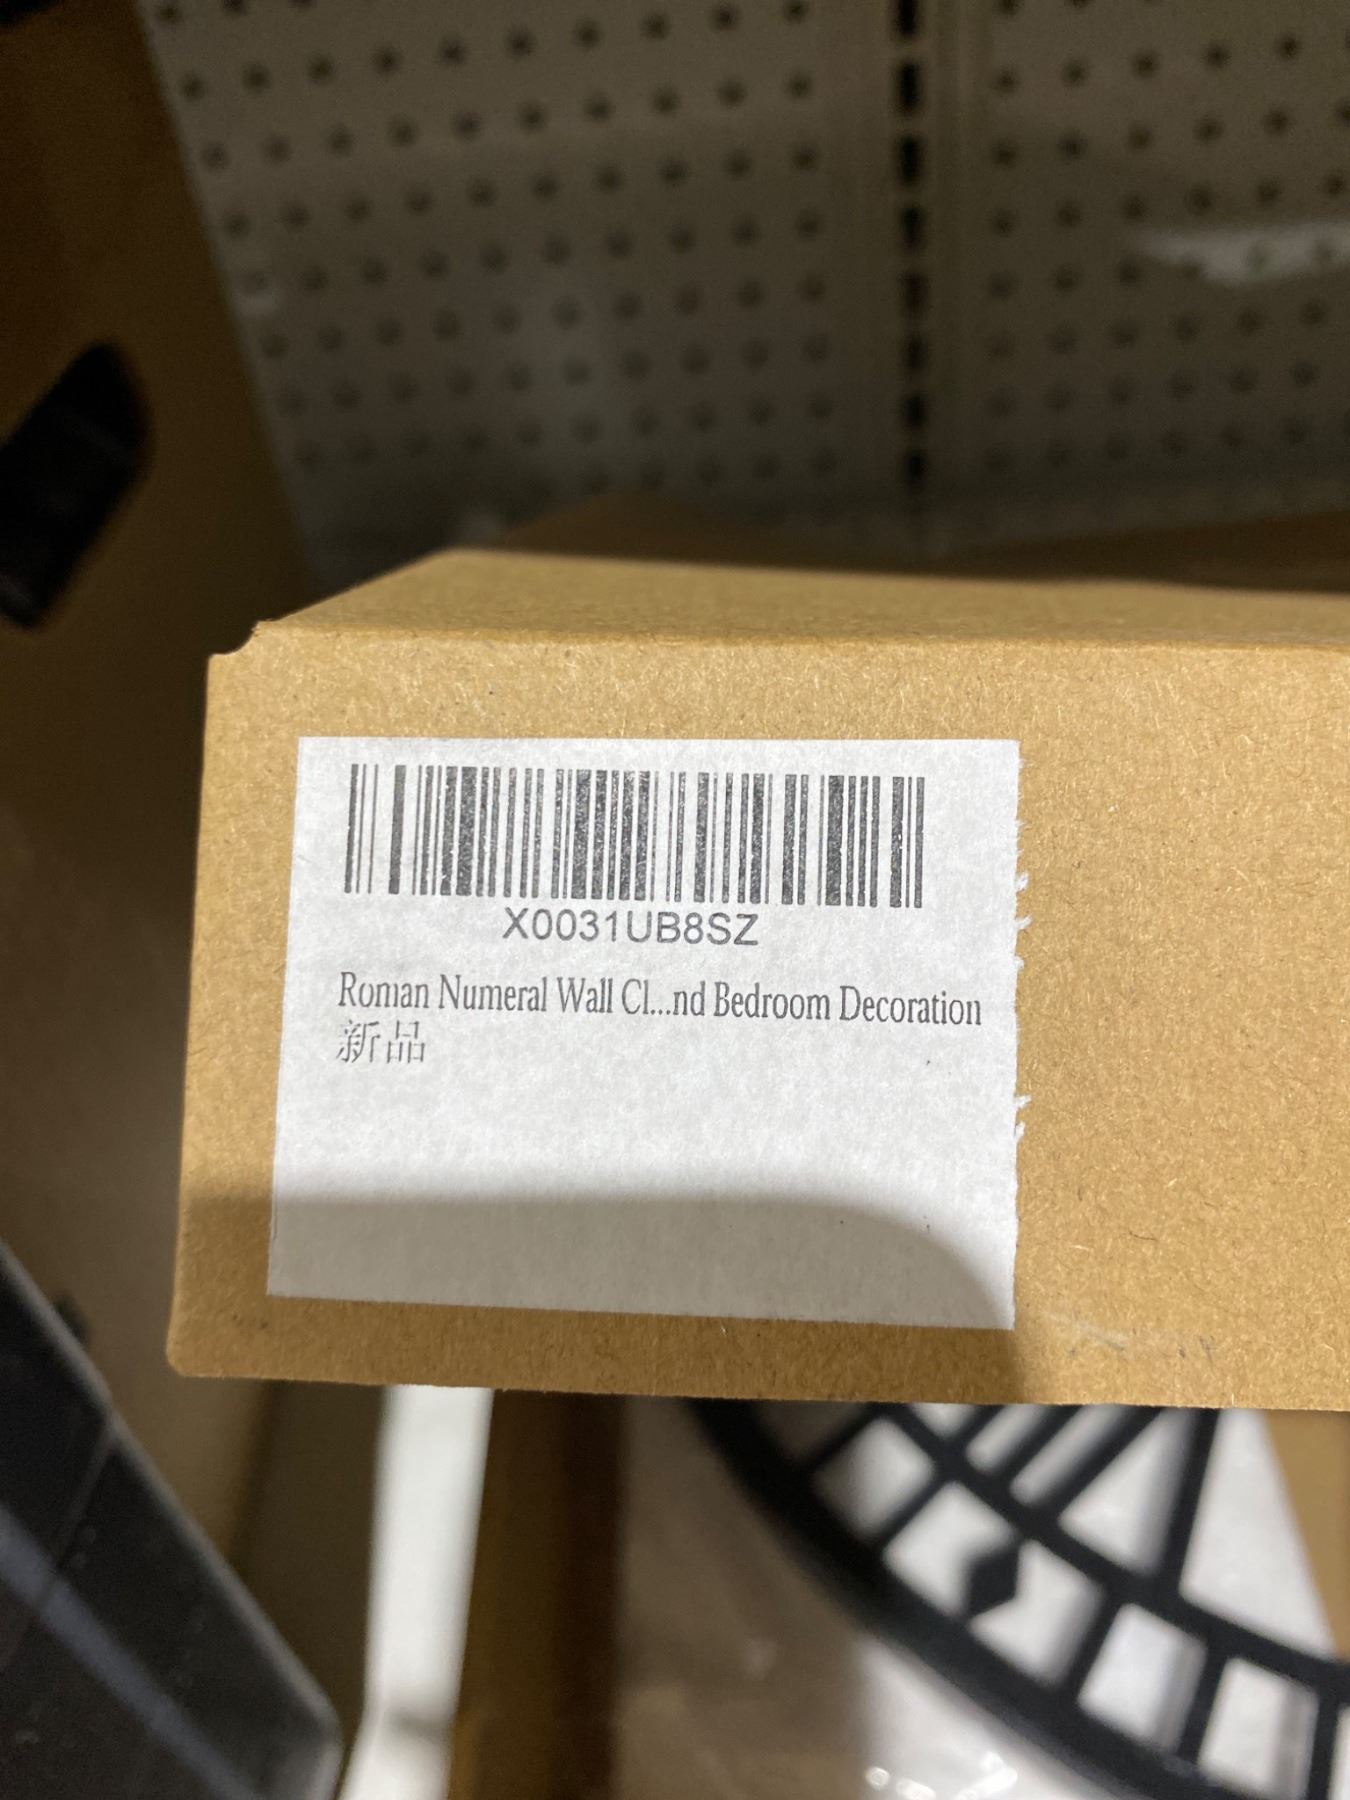 X0031UB8SZ
Roman Numeral Wall Cl...nd Bedroom Decoration
新品